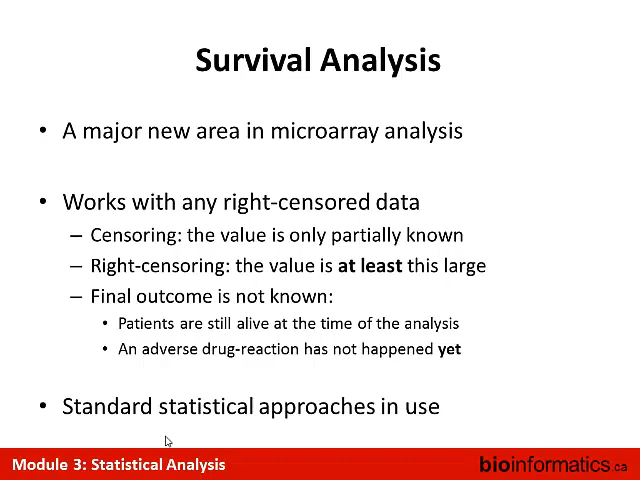 Survival Analysis
• A major new area in microarray analysis
• Works with any right-censored data
– Censoring: the value is only partially known
– Right-censoring: the value is at least this large
– Final outcome is not known:
• Patients are still alive at the time of the analysis
• An adverse drug-reaction has not happened yet
• Standard statistical approaches in use
Module 3: Statistical Analysis
bioinformatics.ca